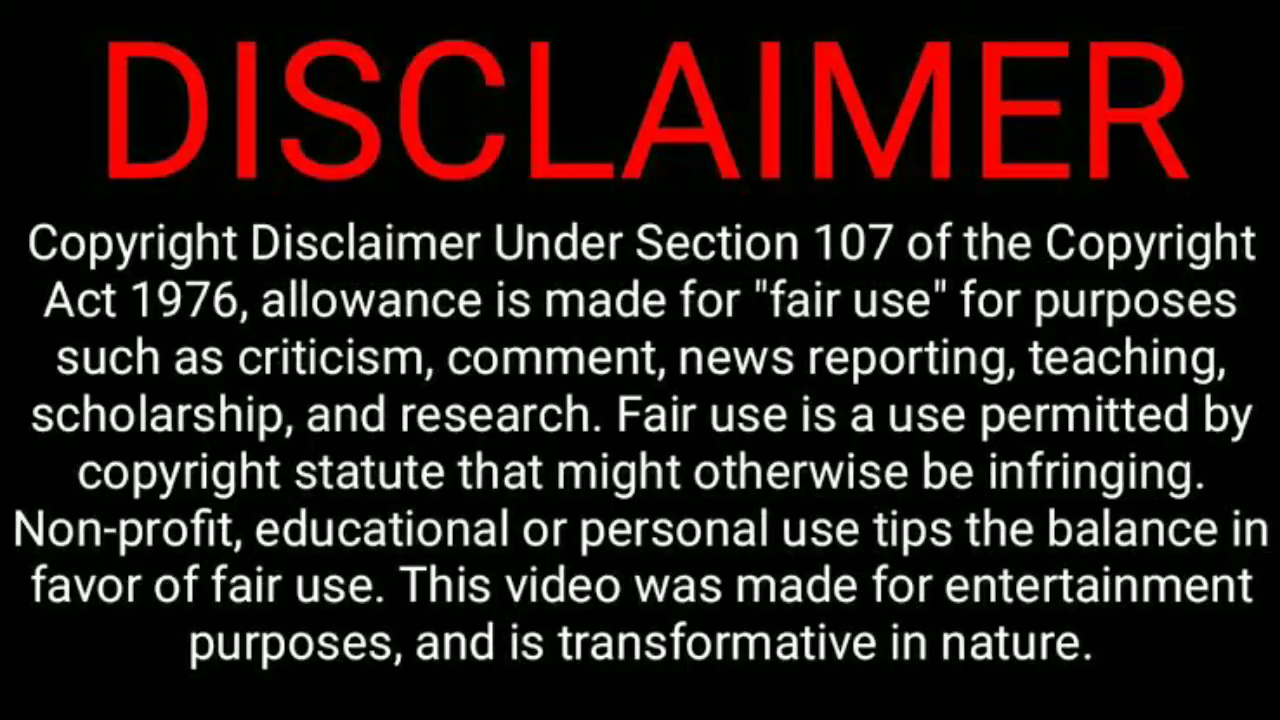 DISCLAIMER
Copyright Disclaimer Under Section 107 of the Copyright
Act 1976, allowance is made for "fair use" for purposes
such as criticism, comment, news reporting, teaching,
scholarship, and research. Fair use is a use permitted by
copyright statute that might otherwise be infringing.
Non-profit, educational or personal use tips the balance in
favor of fair use. This video was made for entertainment
purposes, and is transformative in nature.